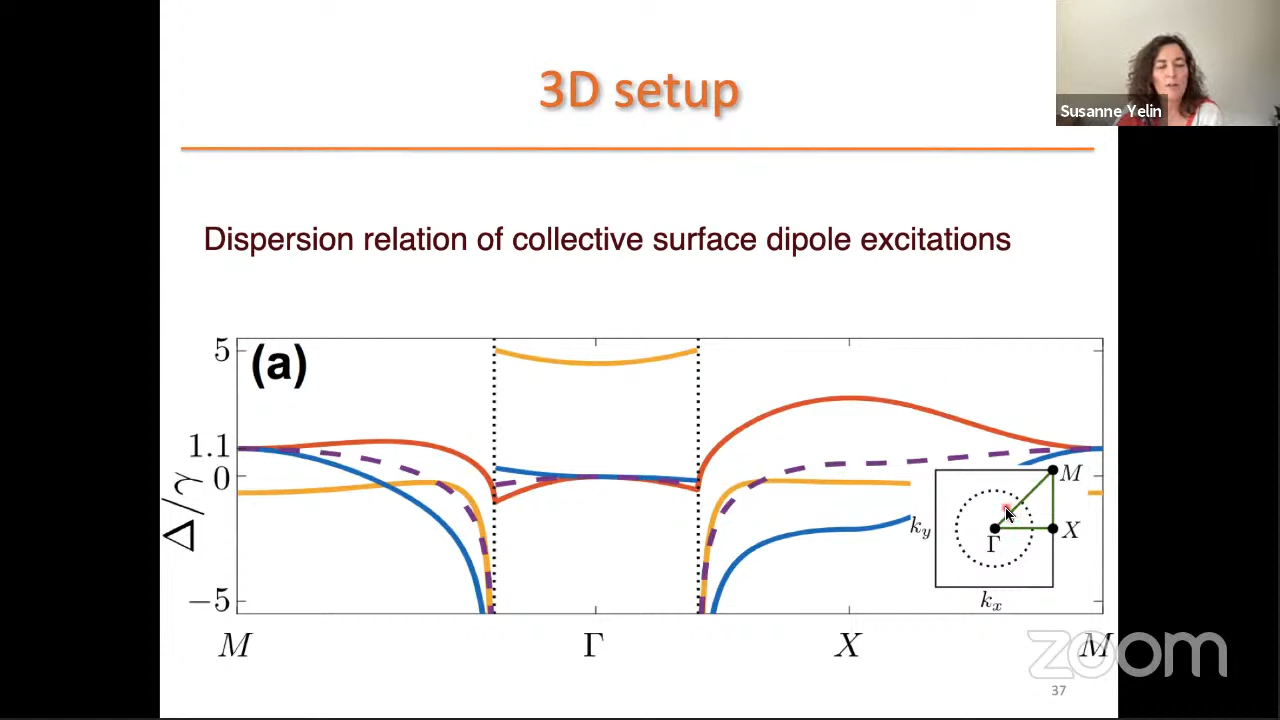 3D setup
Susanne Yelin
Dispersion relation of collective surface dipole excitations
(a)
5
1.1
0
−5
Δ/γ
M
Γ
X
M
k_y
M
X
Γ
k_x
zoom
37